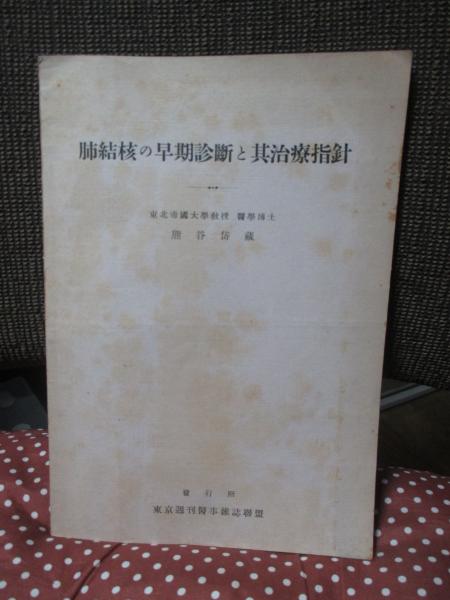 肺結核の早期診斷と其治療指針
東北帝國大學敎授 醫學博士
熊谷岱藏
發行所
東京週刊醫事雜誌聯盟